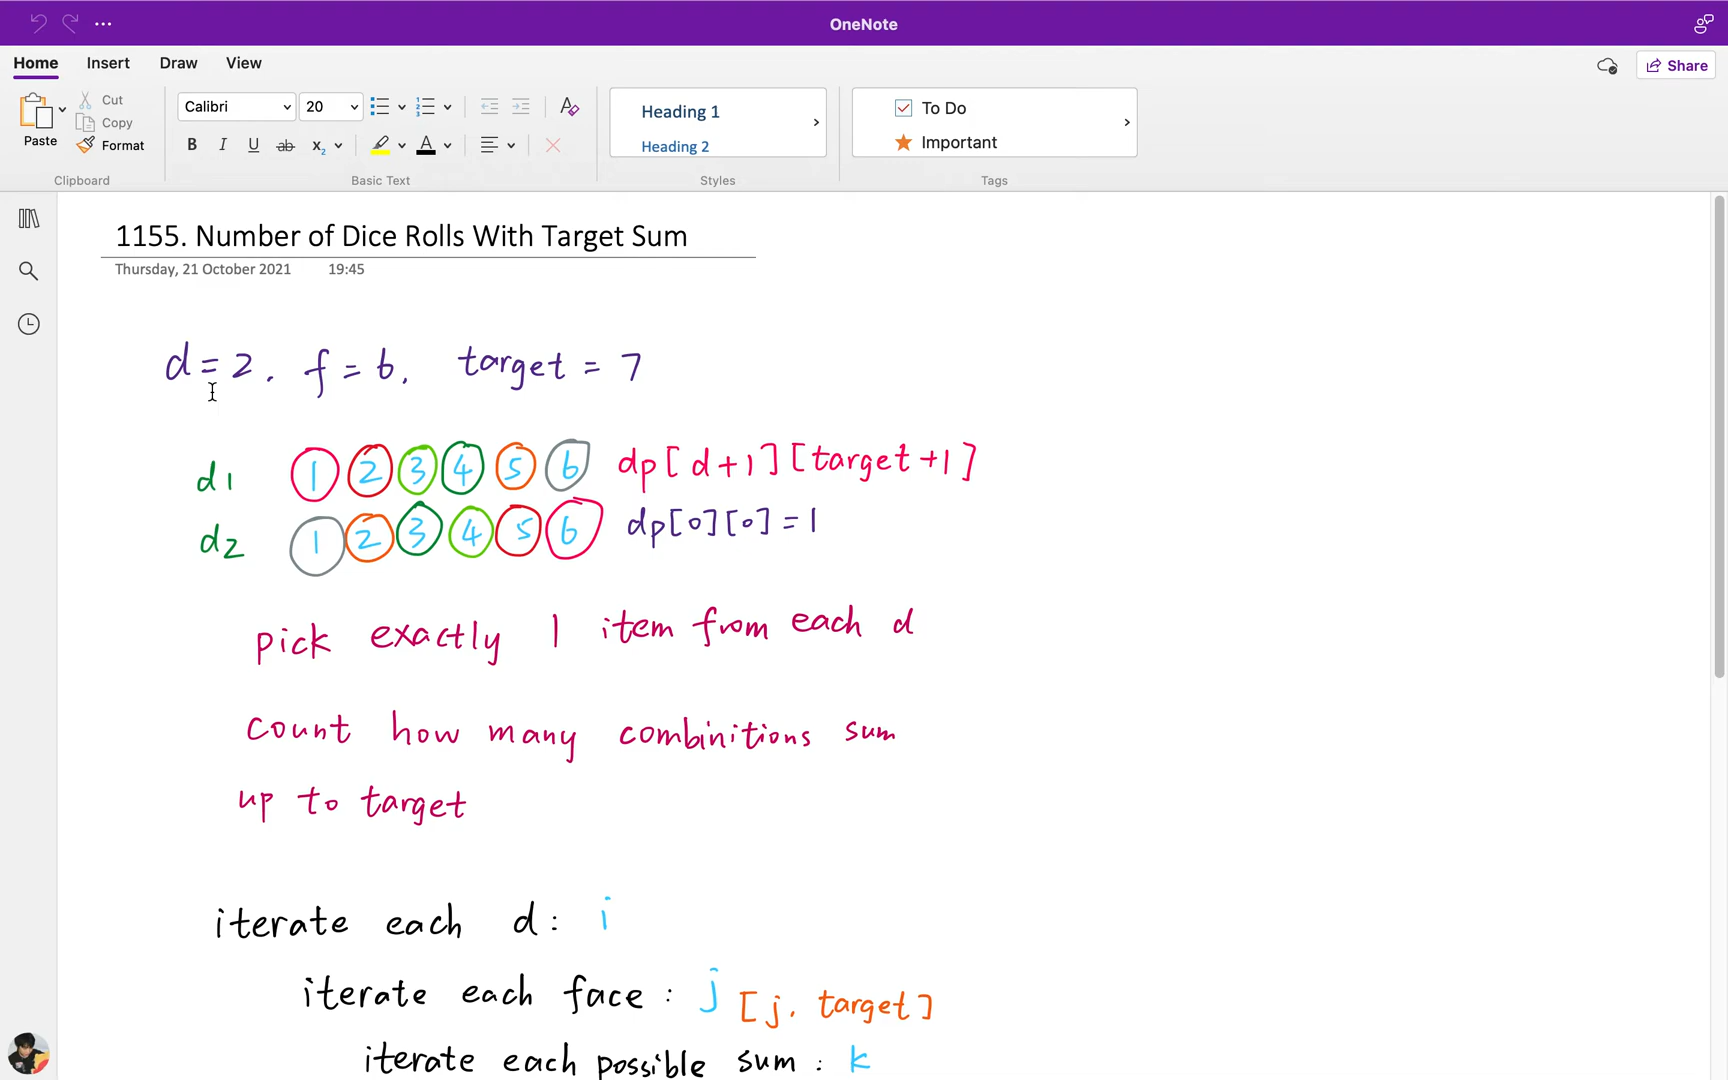 OneNote
Home Insert Draw View Share
Paste Cut Copy Format Clipboard
Calibri 20 B I U ab x2 A Basic Text
Heading 1
Heading 2
Styles
To Do
Important
Tags
1155. Number of Dice Rolls With Target Sum
Thursday, 21 October 2021 19:45
d = 2. f = 6, target = 7
d1 1 2 3 4 5 6 dp[d+1][target+1]
d2 1 2 3 4 5 6 dp[0][0] = 1
pick exactly 1 item from each d
count how many combinitions sum
up to target
iterate each d: i
iterate each face: j [j, target]
iterate each possible sum: k